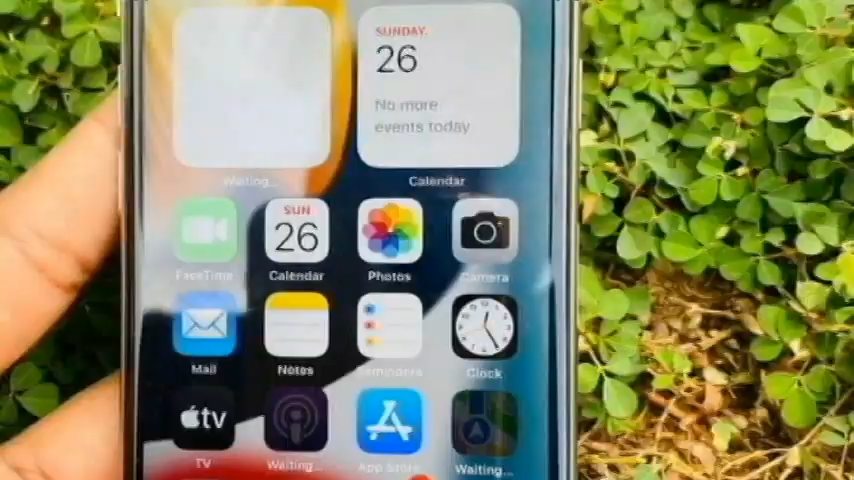 SUNDAY
26
No more
events today
Waiting...
Calendar
SUN
26
FaceTime
Calendar
Photos
Camera
Mail
Notes
Reminders
Clock
tv
TV
Waiting...
App Store
Waiting...